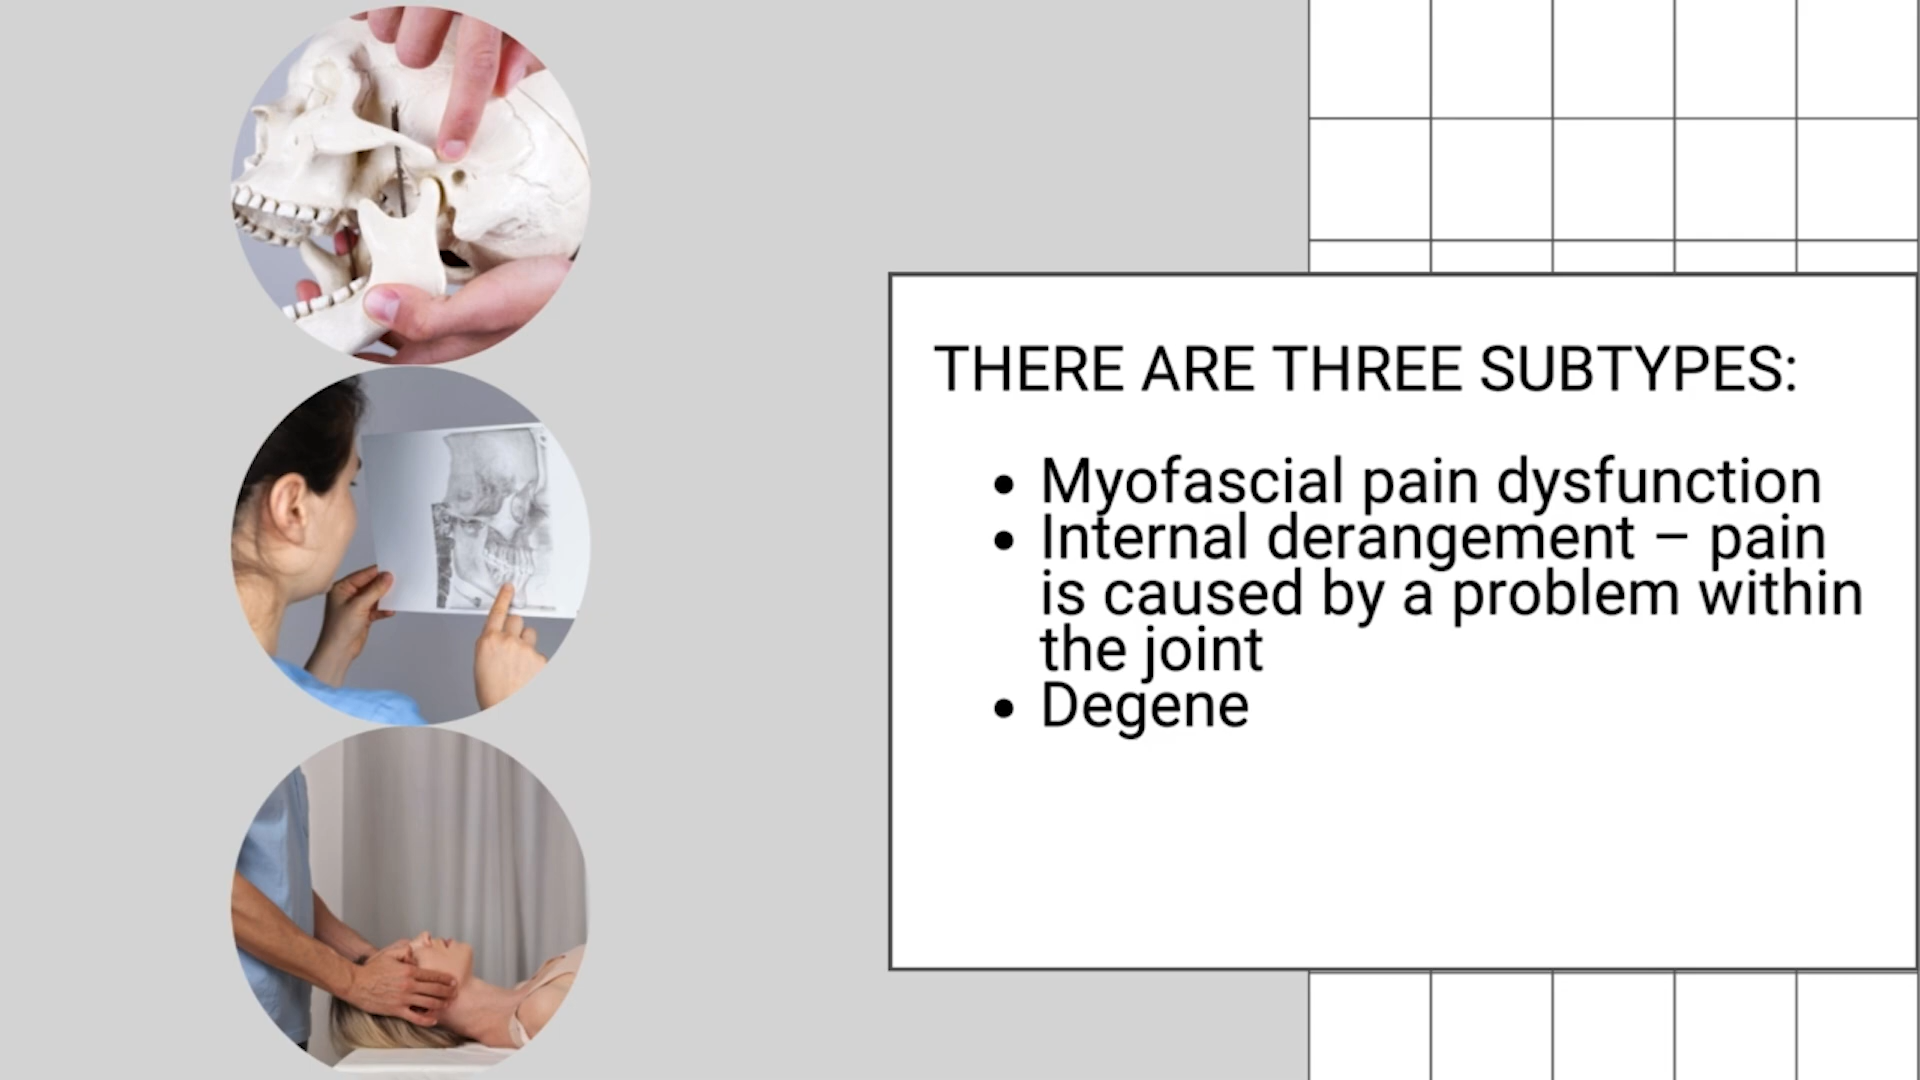 THERE ARE THREE SUBTYPES:
• Myofascial pain dysfunction
• Internal derangement – pain
is caused by a problem within
the joint
• Degene